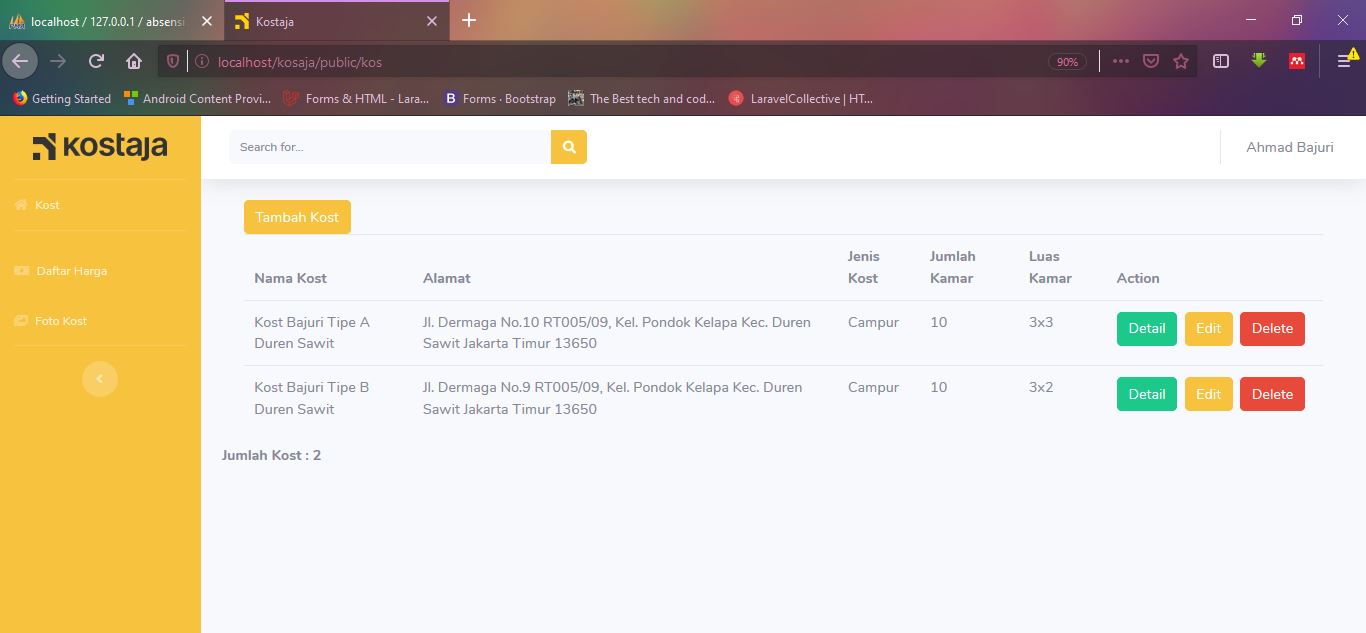 localhost / 127.0.0.1 / absensi
Kostaja
localhost/kosaja/public/kos
90%
Getting Started
Android Content Provi...
Forms & HTML - Lara...
B Forms · Bootstrap
The Best tech and cod...
LaravelCollective | HT...
Kostaja
Search for...
Ahmad Bajuri
Kost
Daftar Harga
Foto Kost
Tambah Kost
Nama Kost
Alamat
Jenis
Kost
Jumlah
Kamar
Luas
Kamar
Action
Kost Bajuri Tipe A
Duren Sawit
Jl. Dermaga No.10 RT005/09, Kel. Pondok Kelapa Kec. Duren
Sawit Jakarta Timur 13650
Campur
10
3x3
Detail
Edit
Delete
Kost Bajuri Tipe B
Duren Sawit
Jl. Dermaga No.9 RT005/09, Kel. Pondok Kelapa Kec. Duren
Sawit Jakarta Timur 13650
Campur
10
3x2
Detail
Edit
Delete
Jumlah Kost : 2